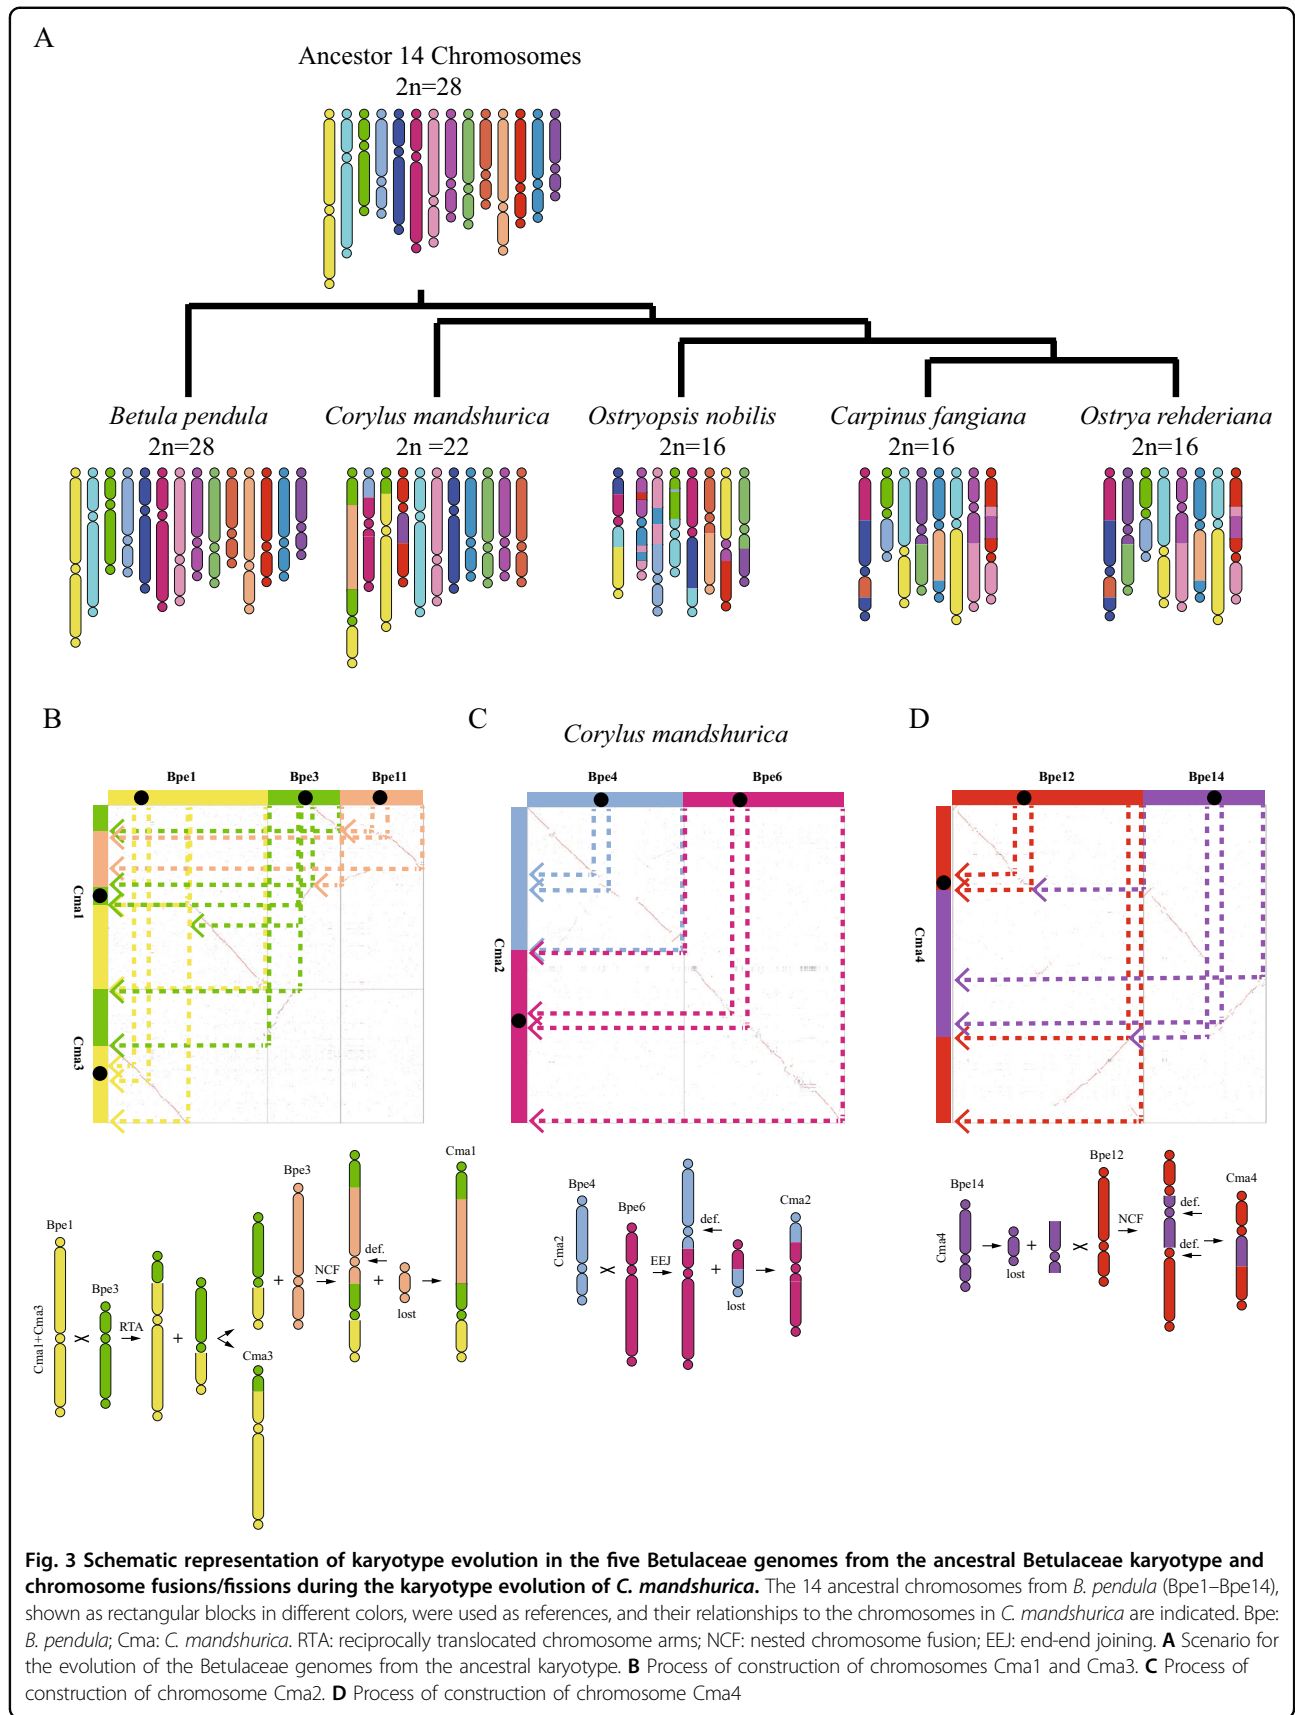 A
Ancestor 14 Chromosomes
2n=28
Betula pendula
2n=28
Corylus mandshurica
2n =22
Ostryopsis nobilis
2n=16
Carpinus fangiana
2n=16
Ostrya rehderiana
2n=16
B
Bpe1
Bpe3
Bpe11
Cma1
Cma3
C
Corylus mandshurica
Bpe4
Bpe6
Cma2
D
Bpe12
Bpe14
Cma4
Cma1+Cma3
Bpe1
Bpe3
RTA
+
Cma3
Bpe3
+
NCF
def.
+
lost
Cma1
Cma2
Bpe4
Bpe6
EEJ
def.
+
lost
Cma2
Cma4
Bpe14
+
lost
Bpe12
NCF
def.
def.
Cma4
Fig. 3 Schematic representation of karyotype evolution in the five Betulaceae genomes from the ancestral Betulaceae karyotype and
chromosome fusions/fissions during the karyotype evolution of C. mandshurica. The 14 ancestral chromosomes from B. pendula (Bpe1–Bpe14),
shown as rectangular blocks in different colors, were used as references, and their relationships to the chromosomes in C. mandshurica are indicated. Bpe:
B. pendula; Cma: C. mandshurica. RTA: reciprocally translocated chromosome arms; NCF: nested chromosome fusion; EEJ: end-end joining. A Scenario for
the evolution of the Betulaceae genomes from the ancestral karyotype. B Process of construction of chromosomes Cma1 and Cma3. C Process of
construction of chromosome Cma2. D Process of construction of chromosome Cma4